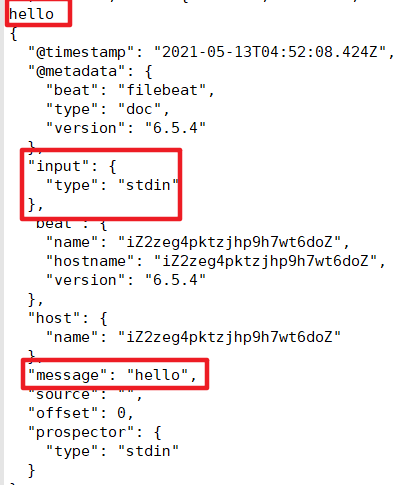 hello
{
  "@timestamp": "2021-05-13T04:52:08.424Z",
  "@metadata": {
    "beat": "filebeat",
    "type": "doc",
    "version": "6.5.4"
  },
  "input": {
    "type": "stdin"
  },
  "beat": {
    "name": "iZ2zeg4pktzjhp9h7wt6doZ",
    "hostname": "iZ2zeg4pktzjhp9h7wt6doZ",
    "version": "6.5.4"
  },
  "host": {
    "name": "iZ2zeg4pktzjhp9h7wt6doZ"
  },
  "message": "hello",
  "source": "",
  "offset": 0,
  "prospector": {
    "type": "stdin"
  }
}